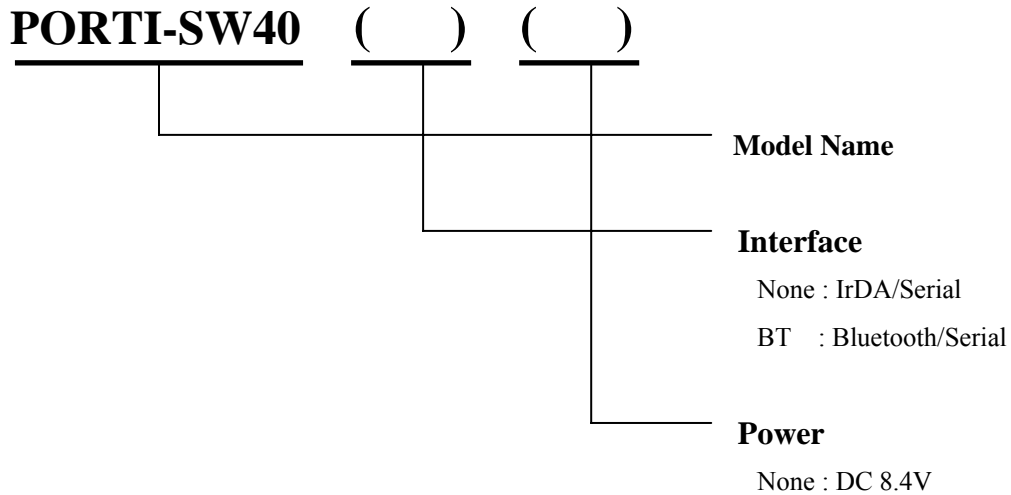 PORTI-SW40 (    ) (    )
Model Name
Interface
None : IrDA/Serial
BT : Bluetooth/Serial
Power
None : DC 8.4V